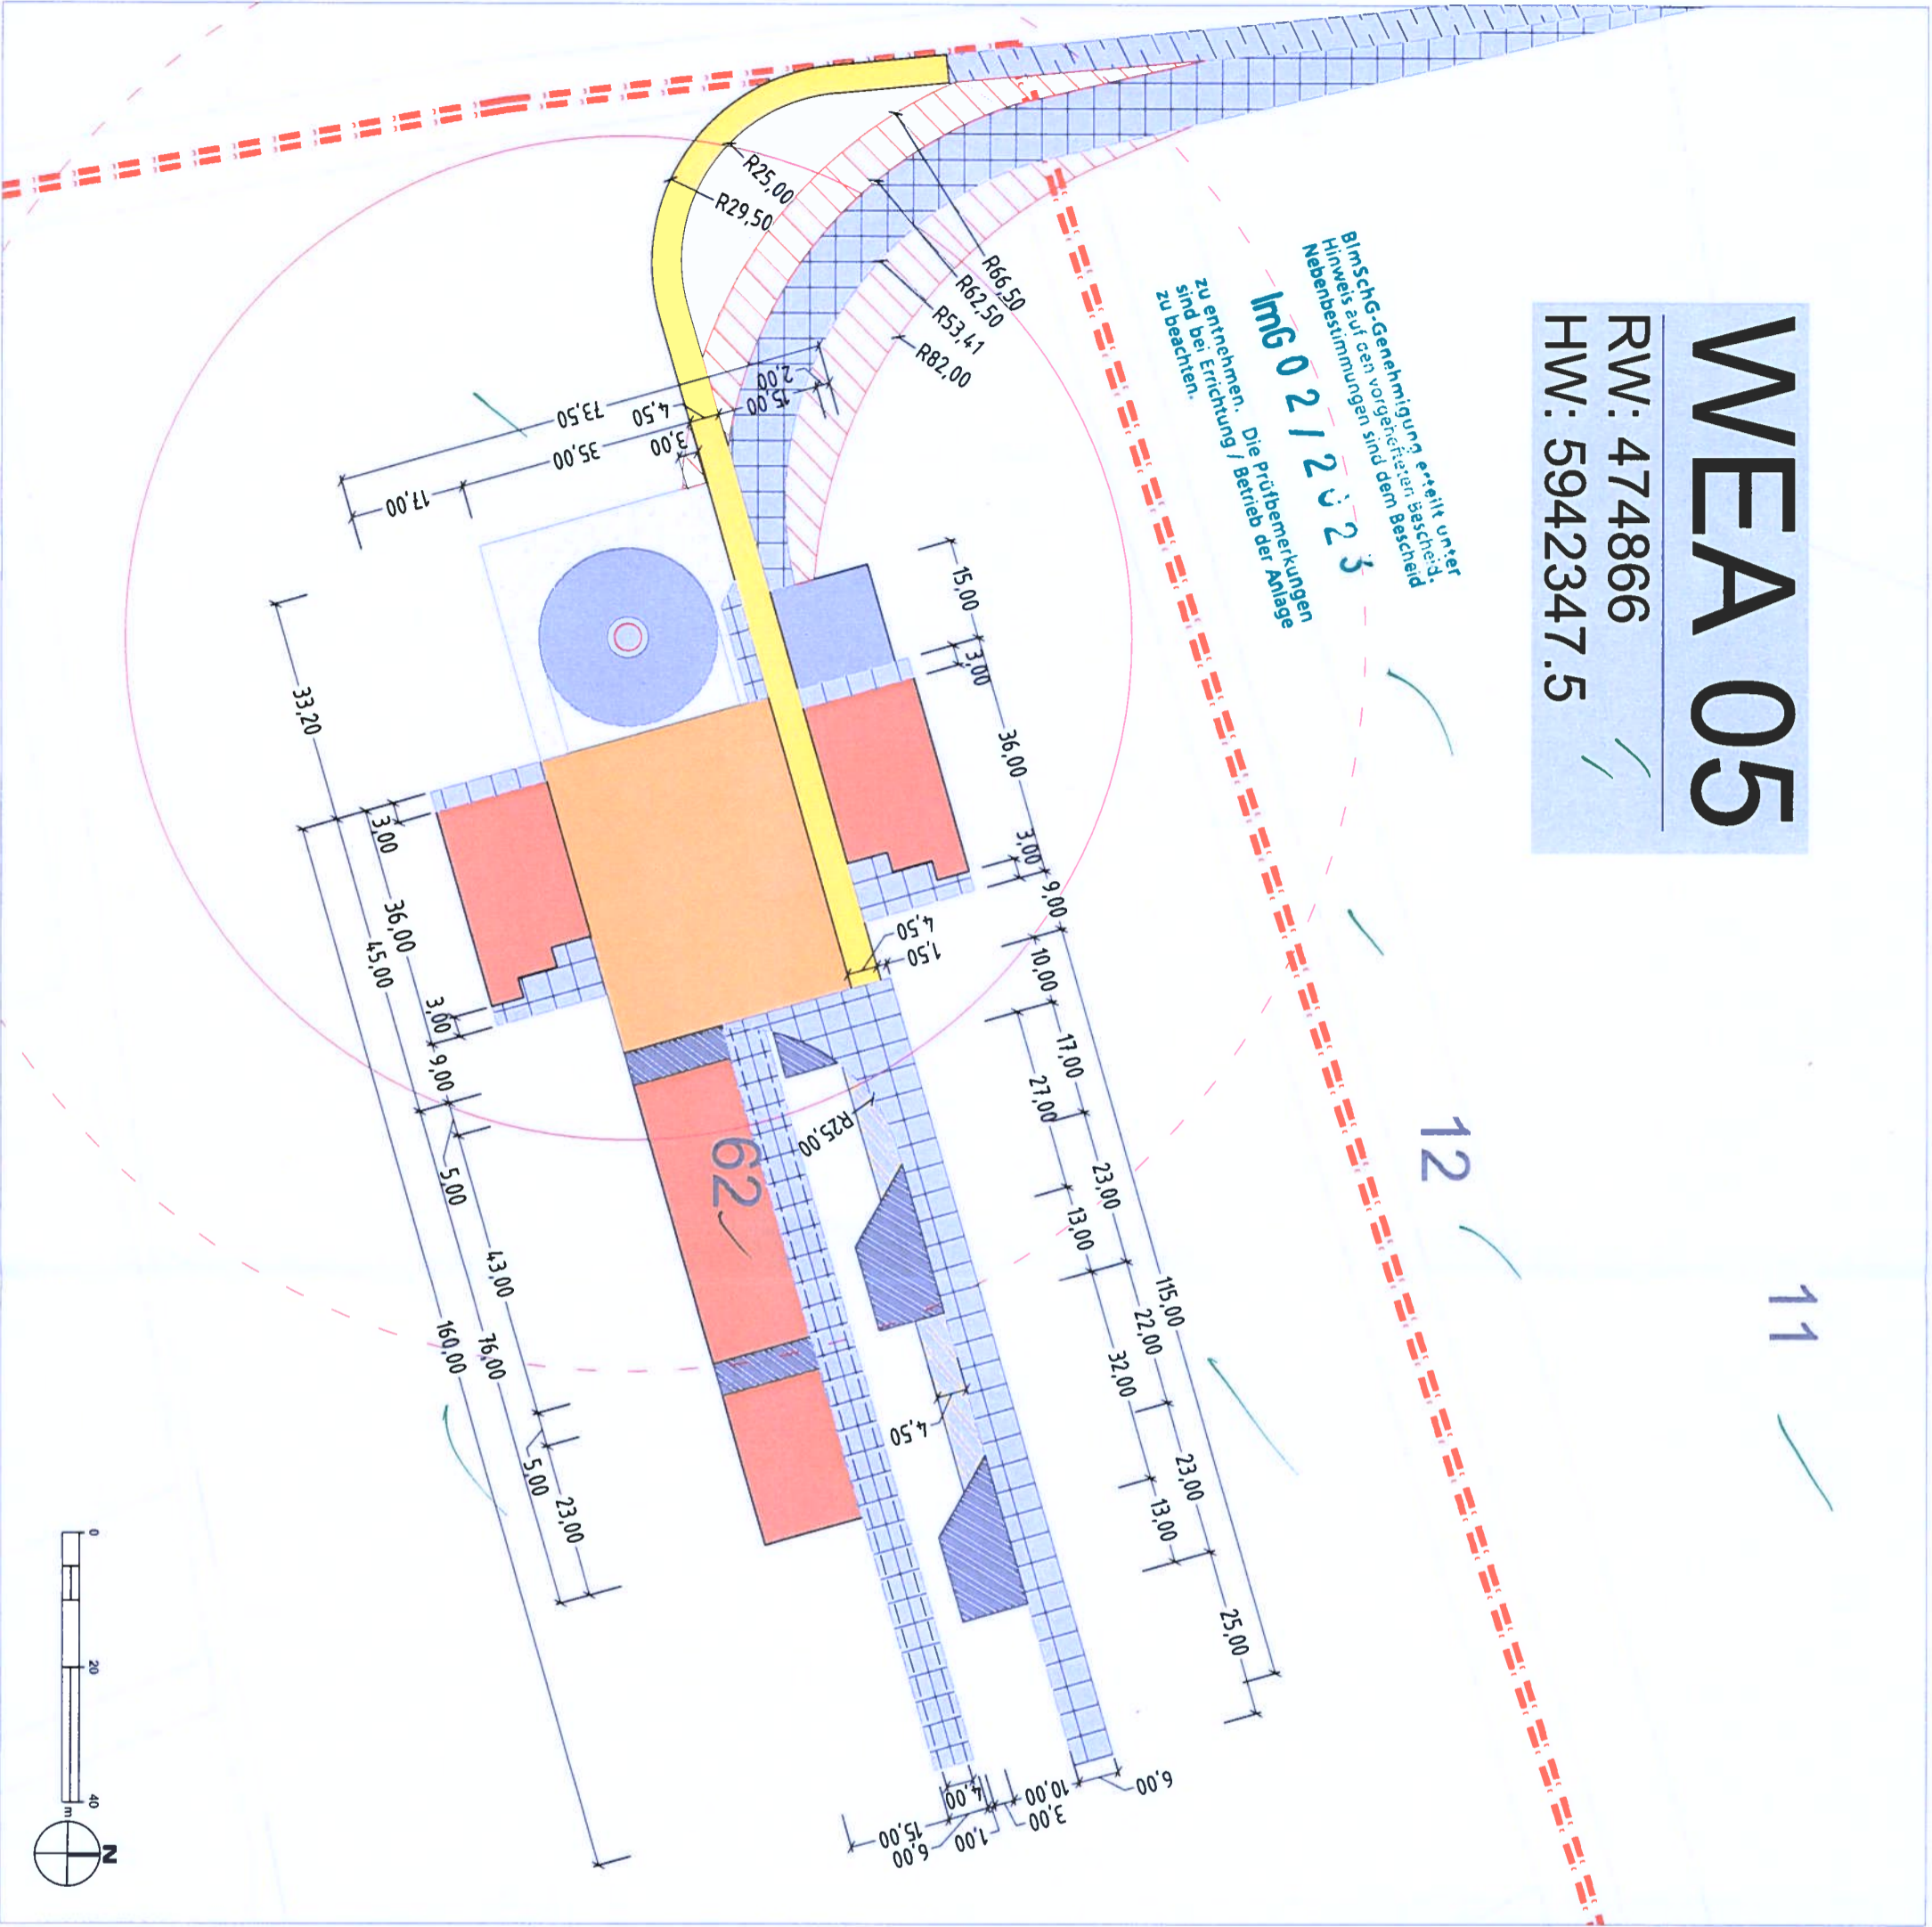 WEA 05
RW: 474866
HW: 5942347.5
BImSchG-Genehmigung erteilt unter
Hinweis auf den vorgehefteten Bescheid.
Nebenbestimmungen sind dem Bescheid
ImG 02 / 2023
zu entnehmen. Die Prüfbemerkungen
sind bei Errichtung / Betrieb der Anlage
zu beachten.
R25,00
R29,50
R66,50
R62,50
R53,41
R82,00
73,50
4,50
2,00
15,00
35,00
3,00
17,00
15,00
3,00
36,00
3,00
9,00
4,50
1,50
10,00
17,00
27,00
23,00
13,00
115,00
22,00
32,00
23,00
13,00
25,00
33,20
3,00
36,00
45,00
3,00
9,00
5,00
43,00
76,00
160,00
5,00
23,00
R25,00
4,50
62
12
11
6,00
10,00
4,00
3,00
1,00
15,00
6,00
0
20
40
m
N